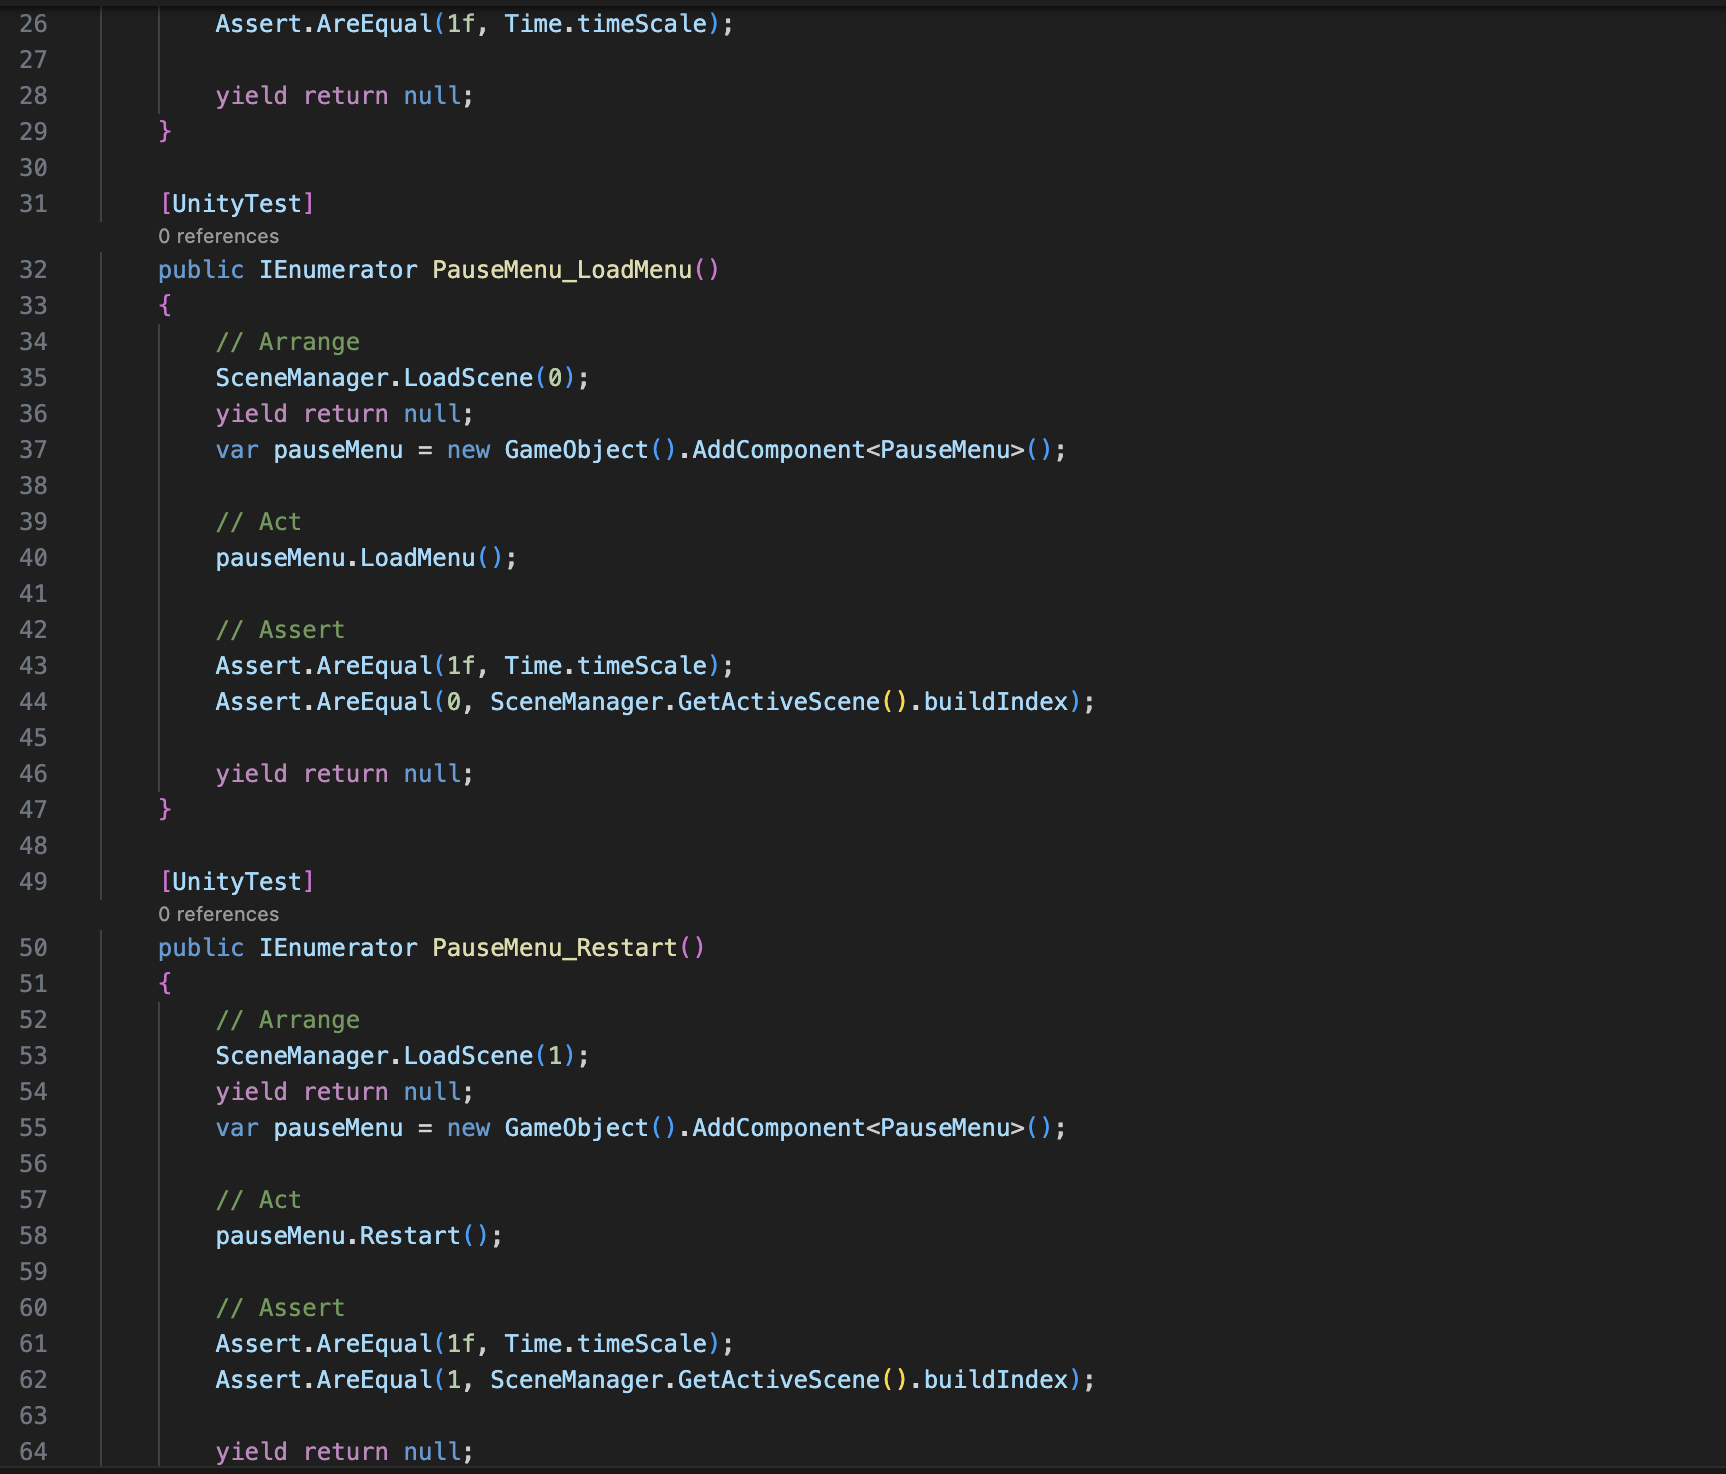 26 Assert.AreEqual(1f, Time.timeScale);
27
28 yield return null;
29 }
30
31 [UnityTest]
0 references
32 public IEnumerator PauseMenu_LoadMenu()
33 {
34 // Arrange
35 SceneManager.LoadScene(0);
36 yield return null;
37 var pauseMenu = new GameObject().AddComponent<PauseMenu>();
38
39 // Act
40 pauseMenu.LoadMenu();
41
42 // Assert
43 Assert.AreEqual(1f, Time.timeScale);
44 Assert.AreEqual(0, SceneManager.GetActiveScene().buildIndex);
45
46 yield return null;
47 }
48
49 [UnityTest]
0 references
50 public IEnumerator PauseMenu_Restart()
51 {
52 // Arrange
53 SceneManager.LoadScene(1);
54 yield return null;
55 var pauseMenu = new GameObject().AddComponent<PauseMenu>();
56
57 // Act
58 pauseMenu.Restart();
59
60 // Assert
61 Assert.AreEqual(1f, Time.timeScale);
62 Assert.AreEqual(1, SceneManager.GetActiveScene().buildIndex);
63
64 yield return null;